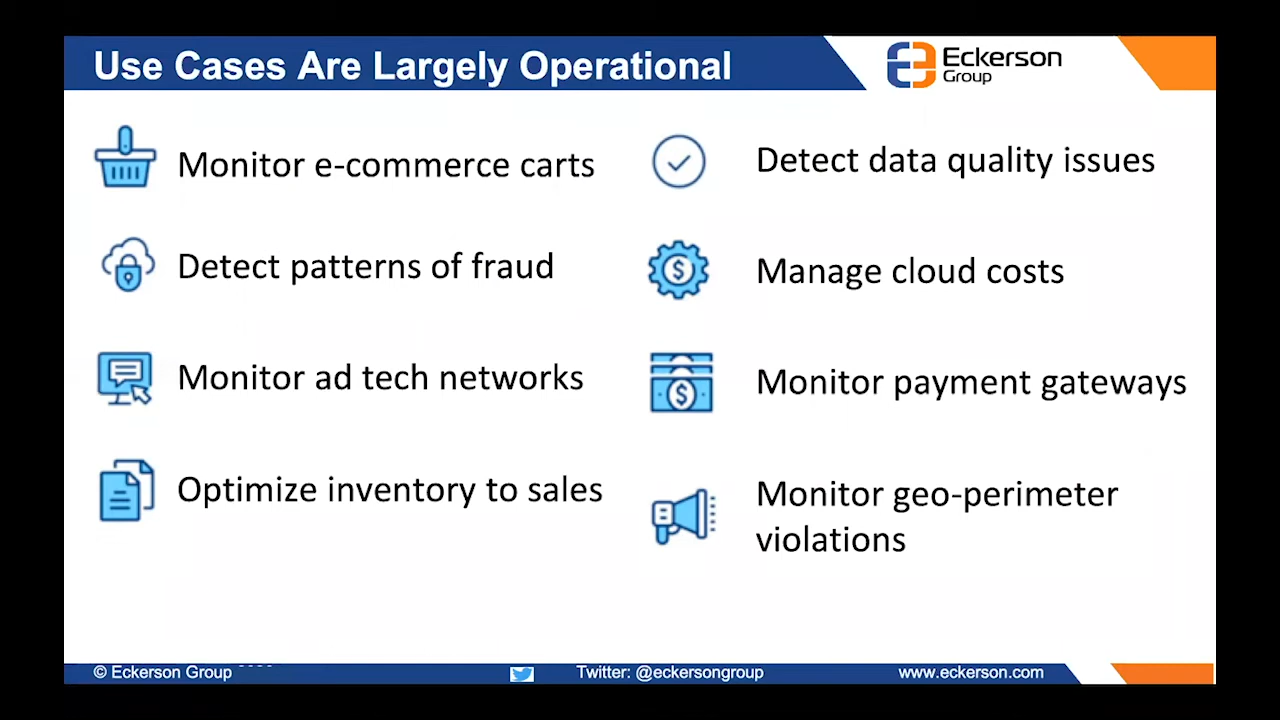 Use Cases Are Largely Operational
Eckerson
Group
Monitor e-commerce carts
Detect patterns of fraud
Monitor ad tech networks
Optimize inventory to sales
Detect data quality issues
Manage cloud costs
Monitor payment gateways
Monitor geo-perimeter
violations
© Eckerson Group
Twitter: @eckersongroup
www.eckerson.com